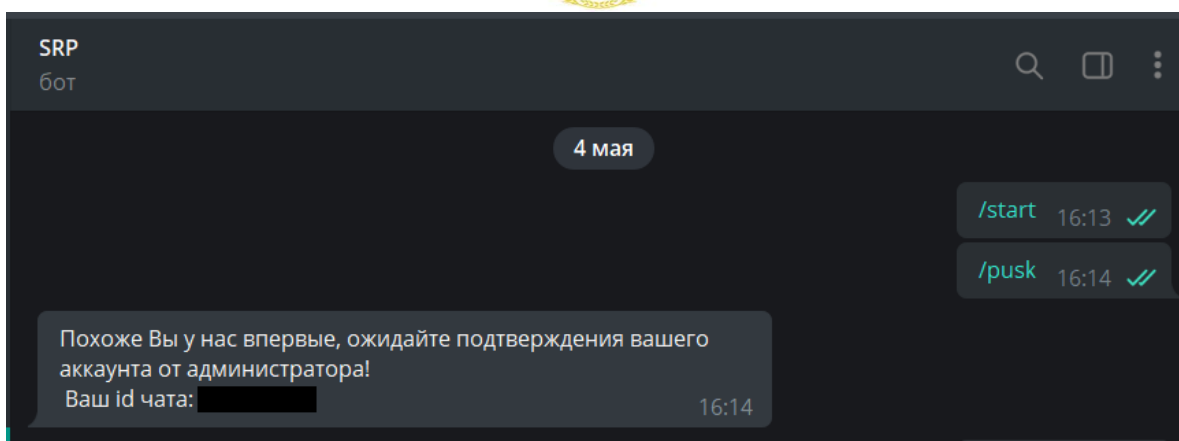 SRP
бот
4 мая
/start 16:13
/pusk 16:14
Похоже Вы у нас впервые, ожидайте подтверждения вашего
аккаунта от администратора!
Ваш id чата:
16:14